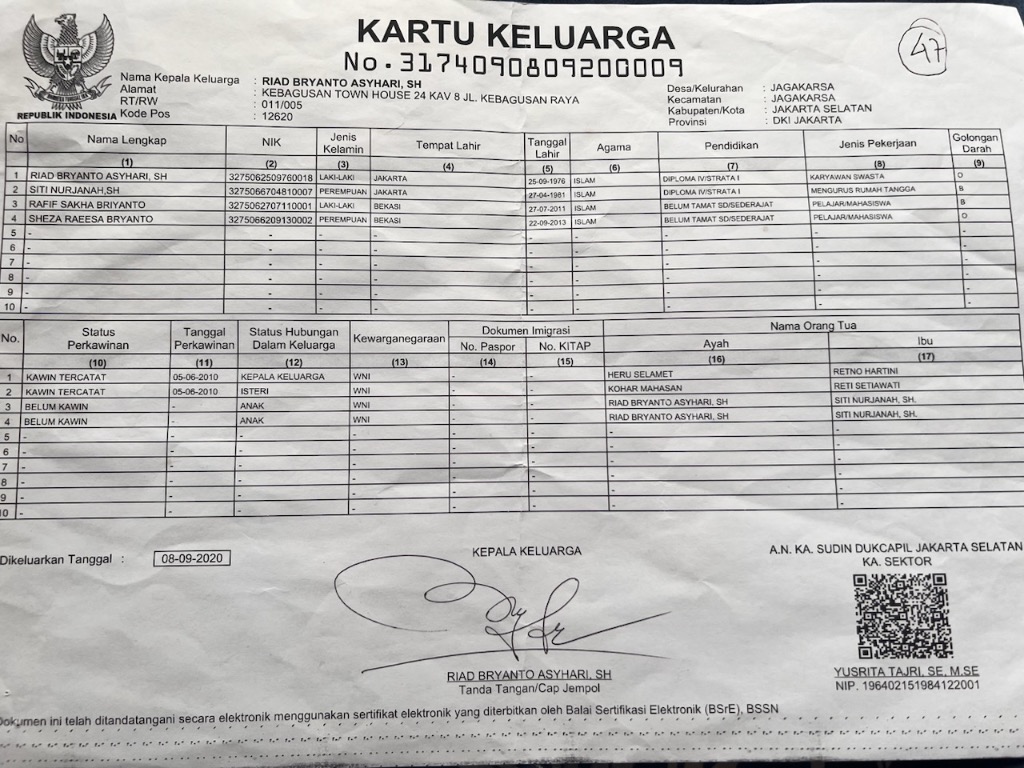 KARTU KELUARGA
No.3174090809200009
47
REPUBLIK INDONESIA
Nama Kepala Keluarga : RIAD BRYANTO ASYHARI, SH
Alamat : KEBAGUSAN TOWN HOUSE 24 KAV 8 JL. KEBAGUSAN RAYA
RT/RW : 011/005
Kode Pos : 12620
Desa/Kelurahan : JAGAKARSA
Kecamatan : JAGAKARSA
Kabupaten/Kota : JAKARTA SELATAN
Provinsi : DKI JAKARTA
No Nama Lengkap NIK Jenis Kelamin Tempat Lahir Tanggal Lahir Agama Pendidikan Jenis Pekerjaan Golongan Darah
(1) (2) (3) (4) (5) (6) (7) (8) (9)
1 RIAD BRYANTO ASYHARI, SH 3275062509760018 LAKI-LAKI JAKARTA 25-09-1976 ISLAM DIPLOMA IV/STRATA I KARYAWAN SWASTA O
2 SITI NURJANAH,SH 3275066704810007 PEREMPUAN JAKARTA 27-04-1981 ISLAM DIPLOMA IV/STRATA I MENGURUS RUMAH TANGGA B
3 RAFIF SAKHA BRIYANTO 3275062707110001 LAKI-LAKI BEKASI 27-07-2011 ISLAM BELUM TAMAT SD/SEDERAJAT PELAJAR/MAHASISWA B
4 SHEZA RAEESA BRYANTO 3275066209130002 PEREMPUAN BEKASI 22-09-2013 ISLAM BELUM TAMAT SD/SEDERAJAT PELAJAR/MAHASISWA O
5 - - - - - - - - -
6 - - - - - - - - -
7 - - - - - - - - -
8 - - - - - - - - -
9 - - - - - - - - -
10 - - - - - - - - -
No. Status Perkawinan Tanggal Perkawinan Status Hubungan Dalam Keluarga Kewarganegaraan Dokumen Imigrasi Nama Orang Tua
No. Paspor No. KITAP Ayah Ibu
(10) (11) (12) (13) (14) (15) (16) (17)
1 KAWIN TERCATAT 05-06-2010 KEPALA KELUARGA WNI - - HERU SELAMET RETNO HARTINI
2 KAWIN TERCATAT 05-06-2010 ISTERI WNI - - KOHAR MAHASAN RETI SETIAWATI
3 BELUM KAWIN - ANAK WNI - - RIAD BRYANTO ASYHARI, SH SITI NURJANAH, SH.
4 BELUM KAWIN - ANAK WNI - - RIAD BRYANTO ASYHARI, SH SITI NURJANAH, SH.
5 - - - - - - - -
6 - - - - - - - -
7 - - - - - - - -
8 - - - - - - - -
9 - - - - - - - -
10 - - - - - - - -
Dikeluarkan Tanggal : 08-09-2020
KEPALA KELUARGA
RIAD BRYANTO ASYHARI, SH
Tanda Tangan/Cap Jempol
A.N. KA. SUDIN DUKCAPIL JAKARTA SELATAN
KA. SEKTOR
YUSRITA TAJRI, SE, M.SE
NIP. 196402151984122001
Dokumen ini telah ditandatangani secara elektronik menggunakan sertifikat elektronik yang diterbitkan oleh Balai Sertifikasi Elektronik (BSrE), BSSN